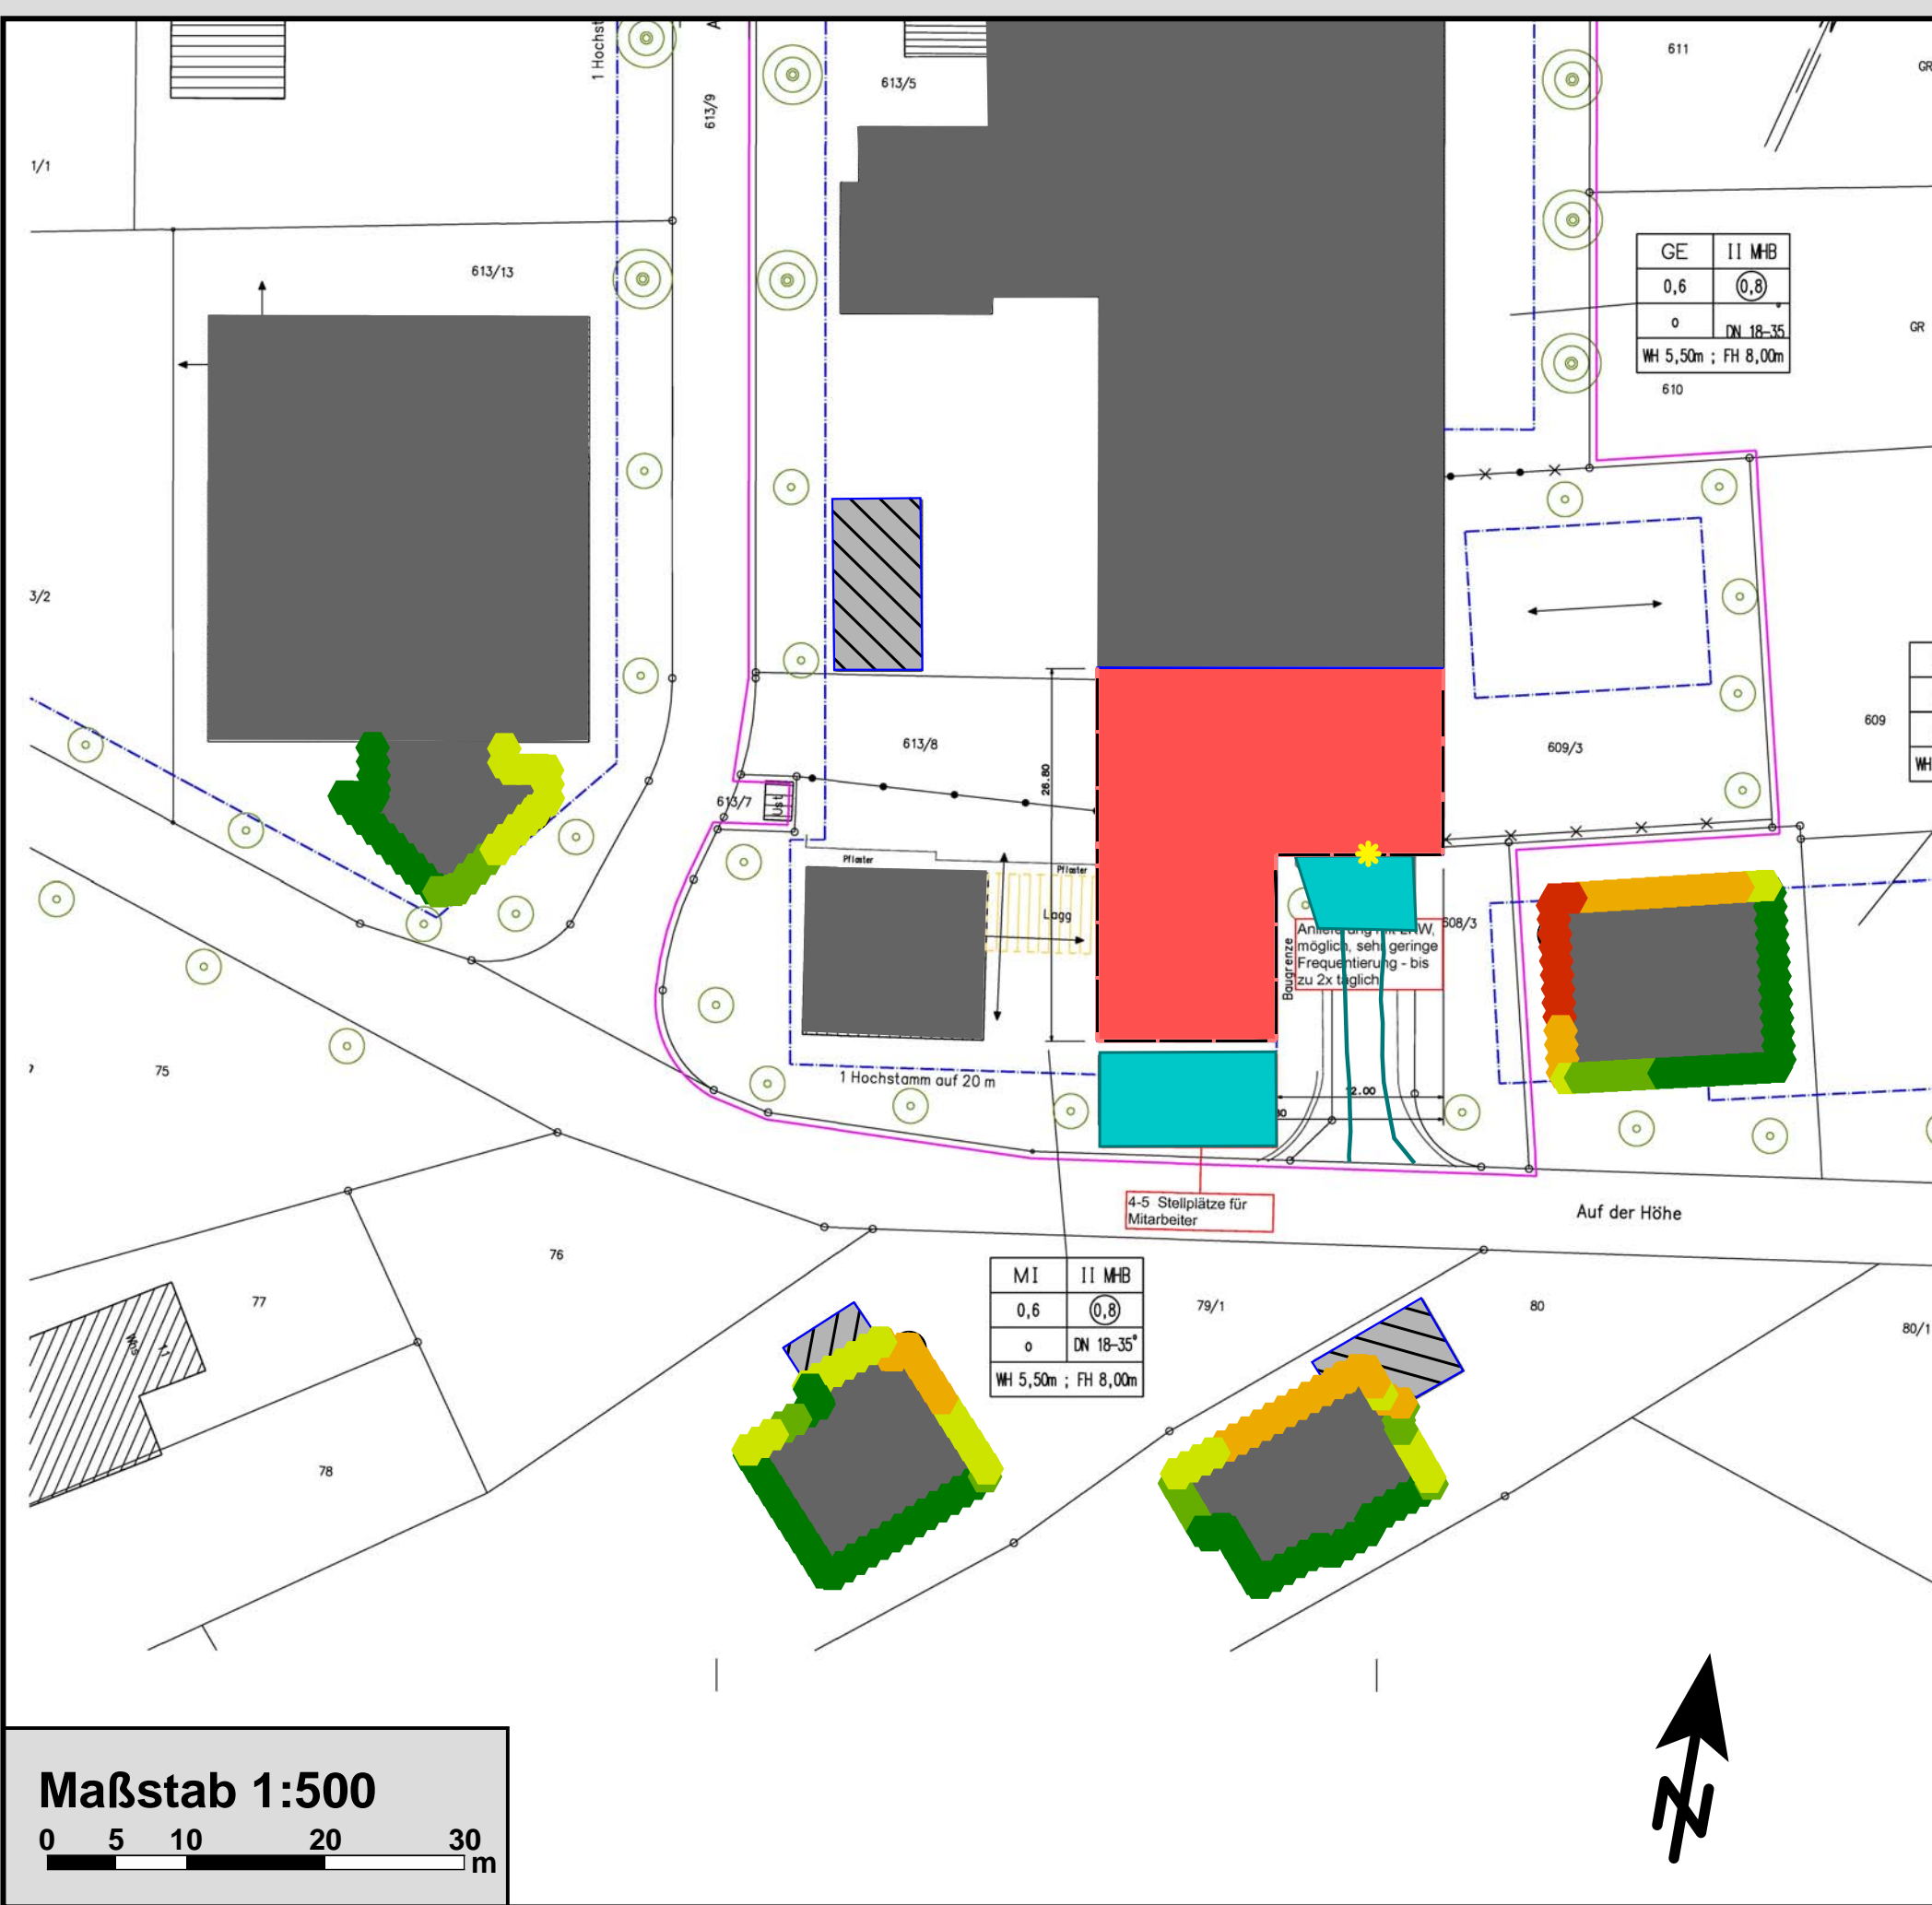 1 Hochst
613/9
613/5
611
GR
1/1
613/13
GE II MHB
0,6 0,8
o DN 18-35
WH 5,50m ; FH 8,00m
GR
610
3/2
609
613/8
609/3
WH
26.80
613/7
Ust
Pflaster
Pflaster
Lagg
Baugrenze
608/3
möglich, sehr geringe
Frequentierung - bis
zu 2x täglich
75
1 Hochstamm auf 20 m
12.00
4-5 Stellplätze für
Mitarbeiter
Auf der Höhe
76
77
Whs
11
MI II MHB
0,6 0,8
o DN 18-35°
WH 5,50m ; FH 8,00m
79/1
80
80/1
78
N
Maßstab 1:500
0 5 10 20 30
m